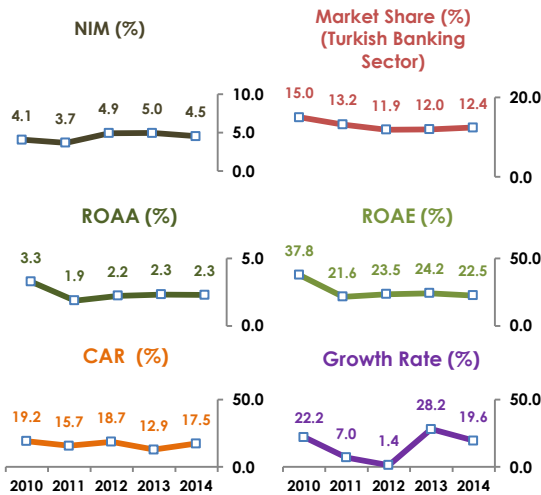 NIM (%)
10.0
5.0
0.0
4.1 3.7 4.9 5.0 4.5
Market Share (%)
(Turkish Banking
Sector)
15.0 13.2 11.9 12.0 12.4
20.0
0.0
ROAA (%)
3.3 1.9 2.2 2.3 2.3
5.0
0.0
ROAE (%)
37.8 21.6 23.5 24.2 22.5
50.0
0.0
CAR (%)
19.2 15.7 18.7 12.9 17.5
50.0
0.0
2010 2011 2012 2013 2014
Growth Rate (%)
22.2 7.0 1.4 28.2 19.6
50.0
0.0
2010 2011 2012 2013 2014